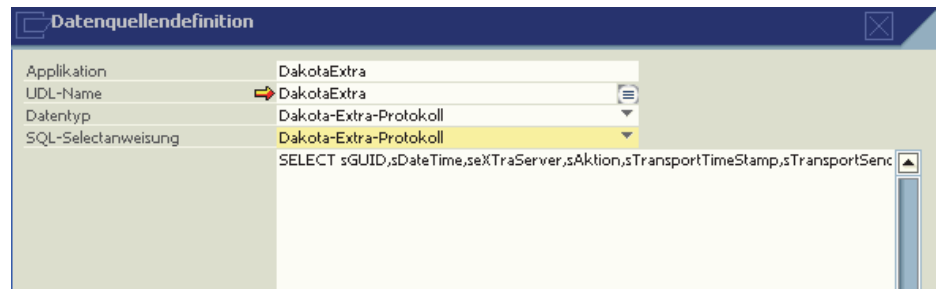 Datenquellendefinition
Applikation DakotaExtra
UDL-Name DakotaExtra
Datentyp Dakota-Extra-Protokoll
SQL-Selectanweisung Dakota-Extra-Protokoll
SELECT sGUID,sDateTime,seXTraServer,sAktion,sTransportTimeStamp,sTransportSenc